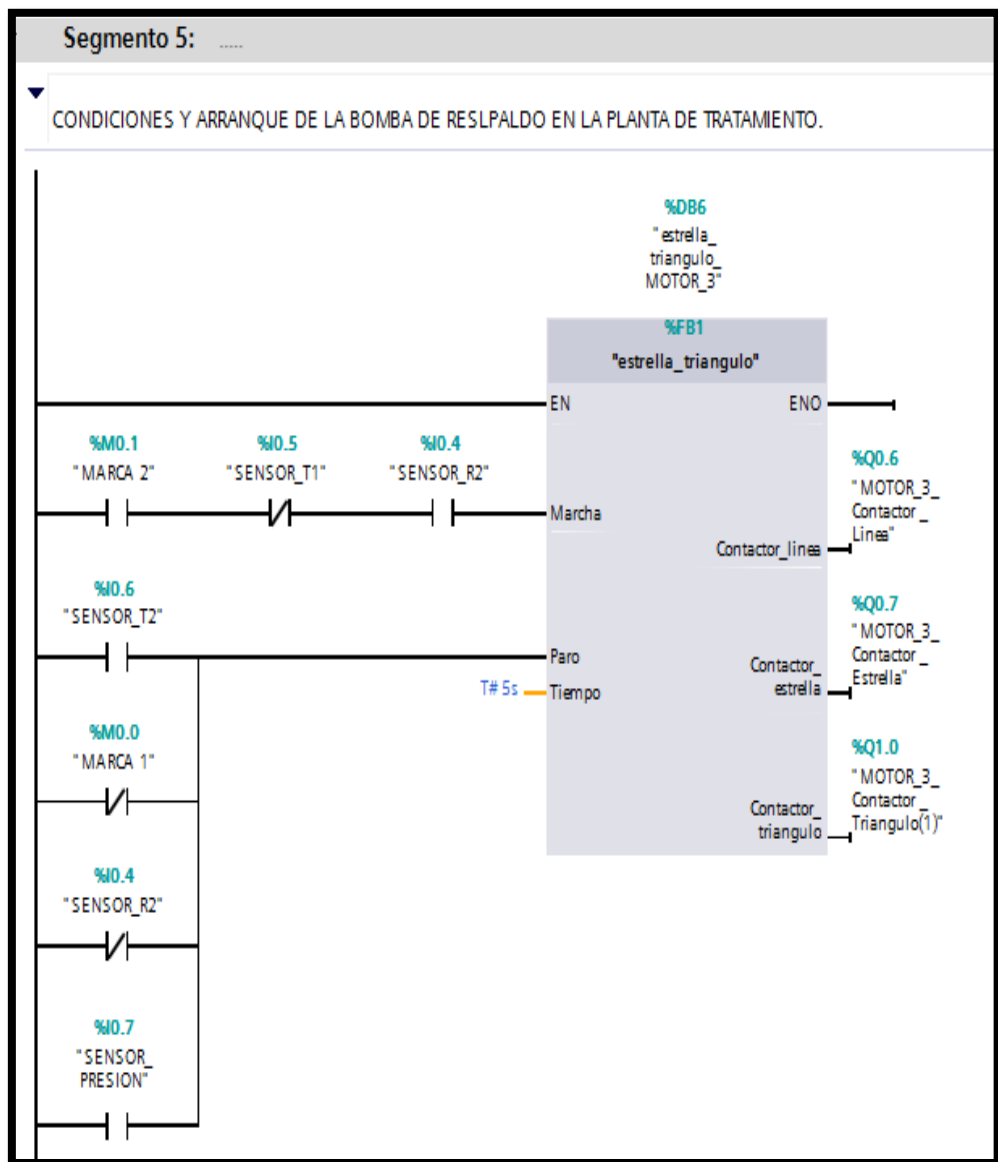 Segmento 5: .....
CONDICIONES Y ARRANQUE DE LA BOMBA DE RESLPALDO EN LA PLANTA DE TRATAMIENTO.
%DB6
"estrella_
triangulo_
MOTOR_3"
%FB1
"estrella_triangulo"
EN
ENO
%M0.1
"MARCA 2"
%I0.5
"SENSOR_T1"
%I0.4
"SENSOR_R2"
Marcha
%Q0.6
"MOTOR_3_
Contactor_
Linea"
Contactor_linea
%I0.6
"SENSOR_T2"
Paro
%Q0.7
"MOTOR_3_
Contactor_
Estrella"
Contactor_
estrella
T# 5s
Tiempo
%M0.0
"MARCA 1"
%Q1.0
"MOTOR_3_
Contactor_
Triangulo(1)"
Contactor_
triangulo
%I0.4
"SENSOR_R2"
%I0.7
"SENSOR_
PRESION"